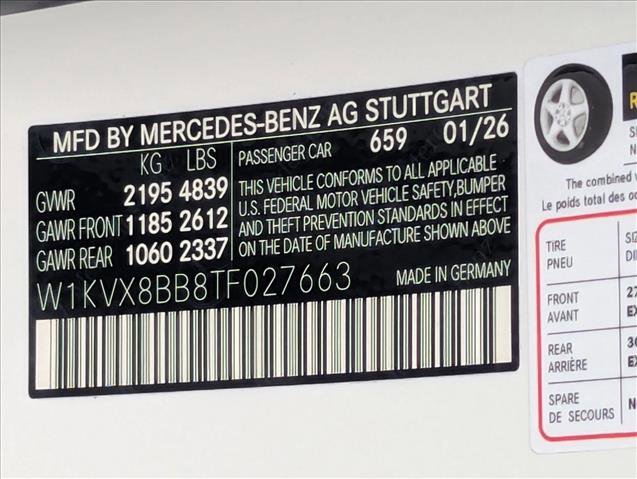 MFD BY MERCEDES-BENZ AG STUTTGART
KG LBS
GVWR 2195 4839
GAWR FRONT 1185 2612
GAWR REAR 1060 2337
PASSENGER CAR 659 01/26
THIS VEHICLE CONFORMS TO ALL APPLICABLE
U.S. FEDERAL MOTOR VEHICLE SAFETY,BUMPER
AND THEFT PREVENTION STANDARDS IN EFFECT
ON THE DATE OF MANUFACTURE SHOWN ABOVE
W1KVX8BB8TF027663
MADE IN GERMANY
The combined
Le poids total des
TIRE
PNEU
FRONT
AVANT
REAR
ARRIÈRE
SPARE
DE SECOURS